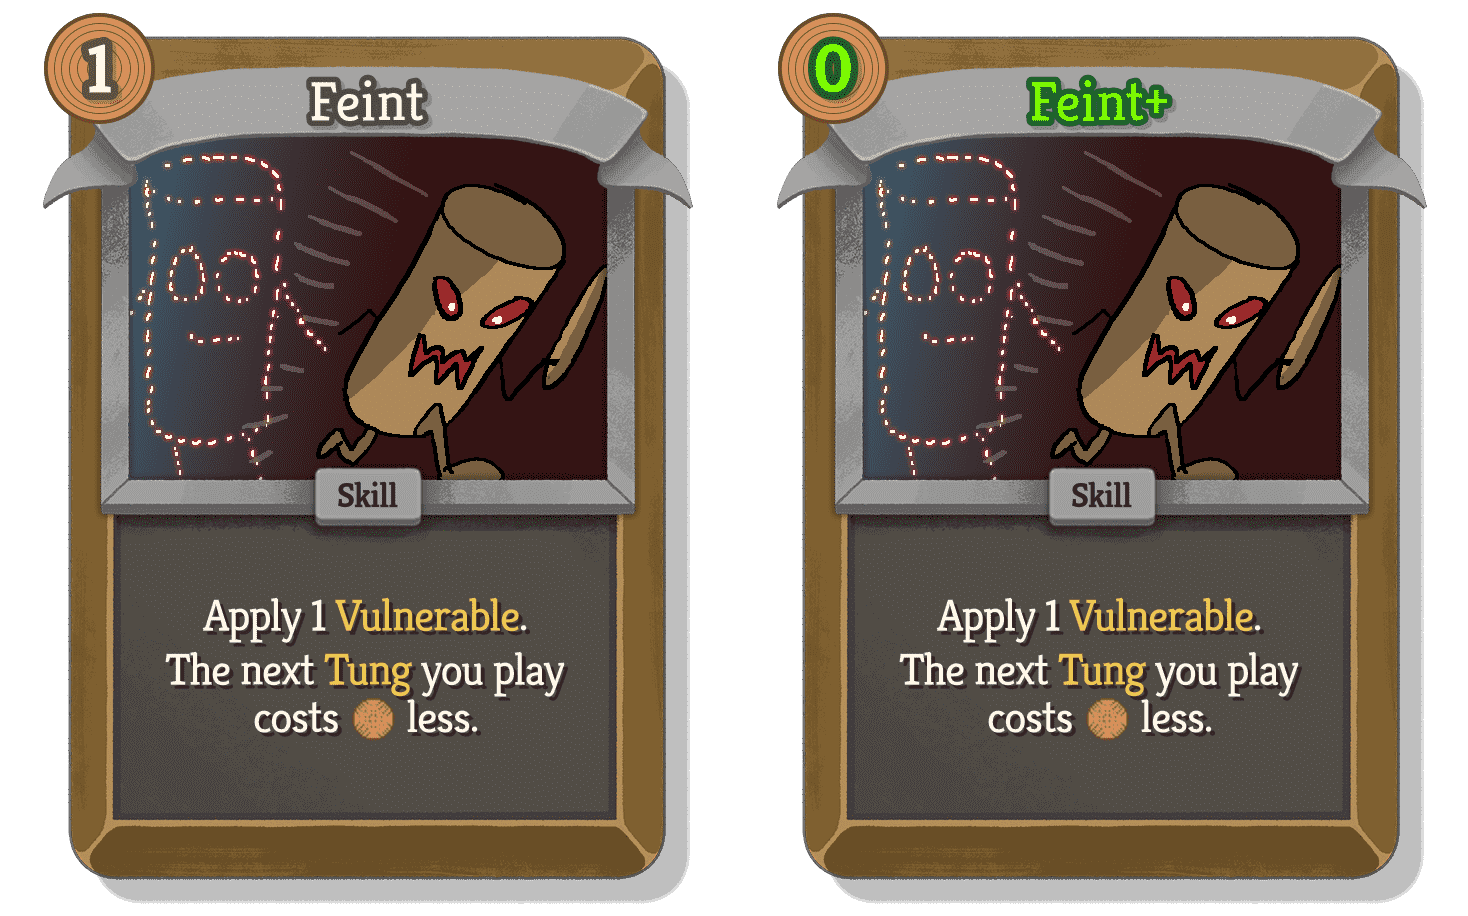 1
Feint
Skill
Apply 1 Vulnerable.
The next Tung you play
costs less.
0
Feint+
Skill
Apply 1 Vulnerable.
The next Tung you play
costs less.